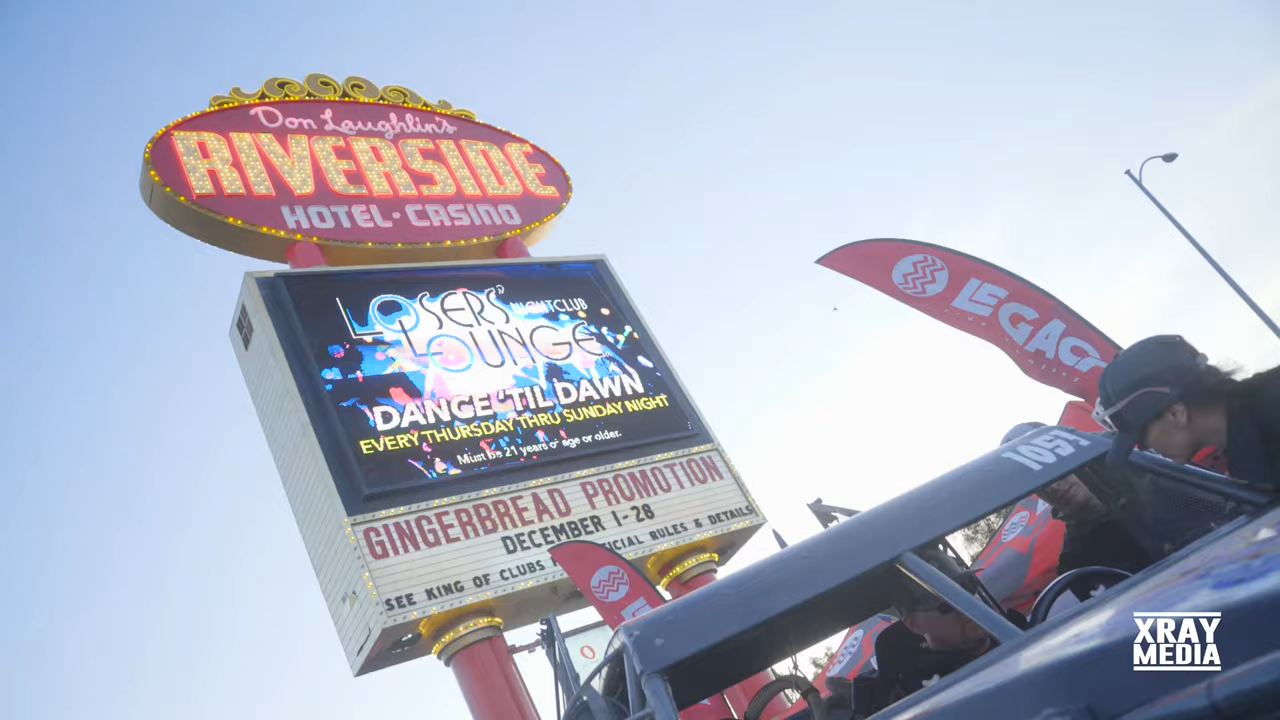 Don Laughlin's
RIVERSIDE
HOTEL·CASINO
LOSERS' NIGHTCLUB
LOUNGE
DANCE 'TIL DAWN
EVERY THURSDAY THRU SUNDAY NIGHT
Must be 21 years of age or older.
GINGERBREAD PROMOTION
DECEMBER 1-28
SEE KING OF CLUBS RULES & DETAILS
LEGACY
LE
XRAY
MEDIA